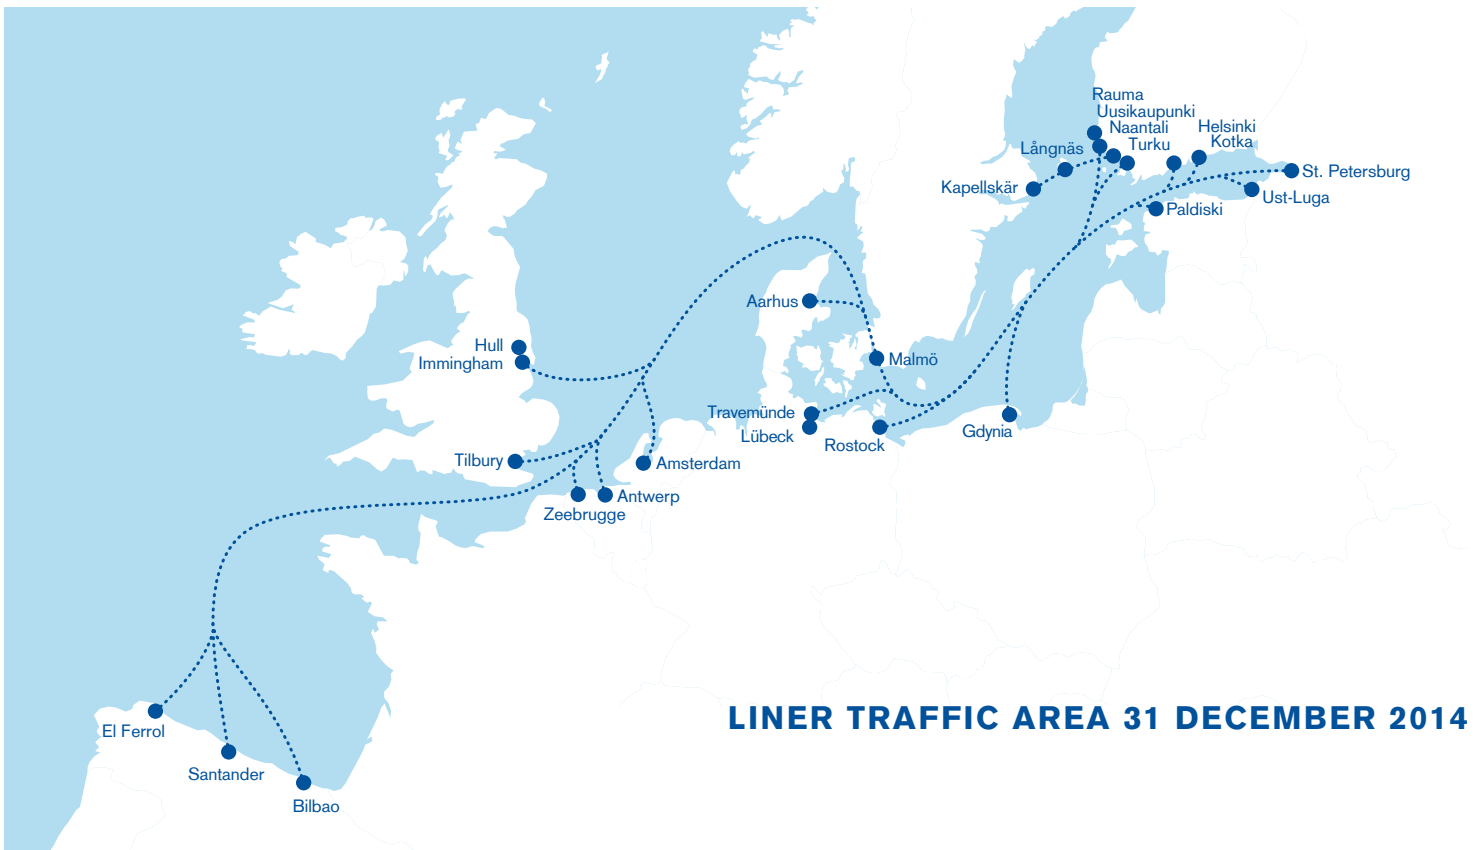 Rauma
Uusikaupunki
Naantali
Turku
Helsinki
Kotka
Långnäs
Kapellskär
St. Petersburg
Ust-Luga
Paldiski
Aarhus
Hull
Immingham
Malmö
Travemünde
Lübeck
Rostock
Gdynia
Tilbury
Amsterdam
Antwerp
Zeebrugge
LINER TRAFFIC AREA 31 DECEMBER 2014
El Ferrol
Santander
Bilbao